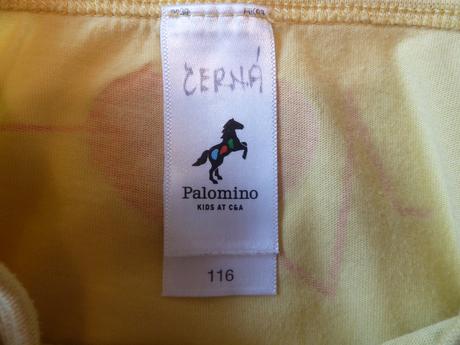 ČERNÁ
Palomino
KIDS AT C&A
116